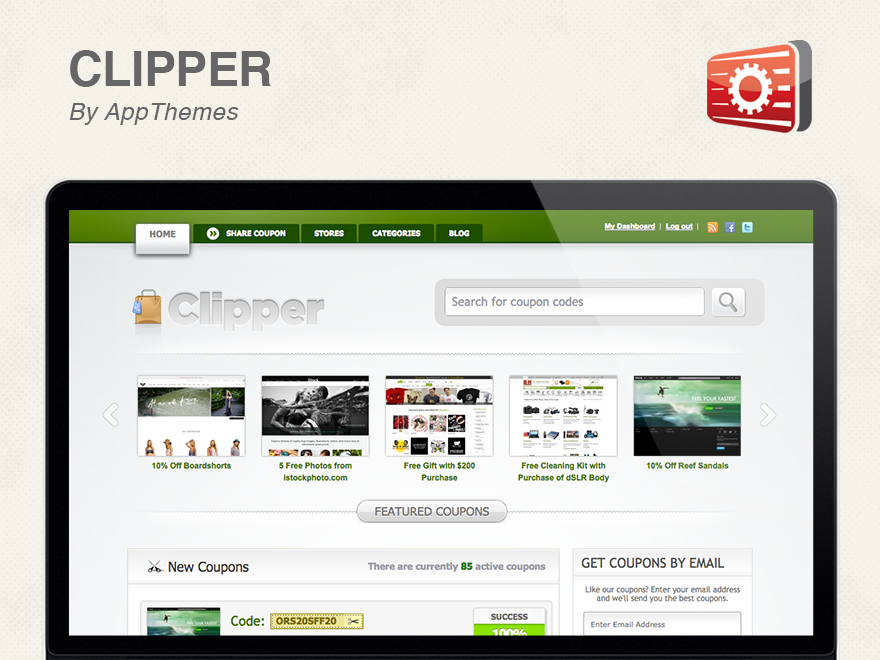 CLIPPER
By AppThemes
HOME
SHARE COUPON
STORES
CATEGORIES
BLOG
My Dashboard | Log out |
Clipper
Search for coupon codes
10% Off Boardshorts
5 Free Photos from
istockphoto.com
Free Gift with $200
Purchase
Free Cleaning Kit with
Purchase of dSLR Body
FEEL YOUR FASTEST
10% Off Reef Sandals
FEATURED COUPONS
New Coupons
There are currently 85 active coupons
Code: ORS20SFF20
SUCCESS
100%
GET COUPONS BY EMAIL
Like our coupons? Enter your email address
and we'll send you the best coupons.
Enter Email Address